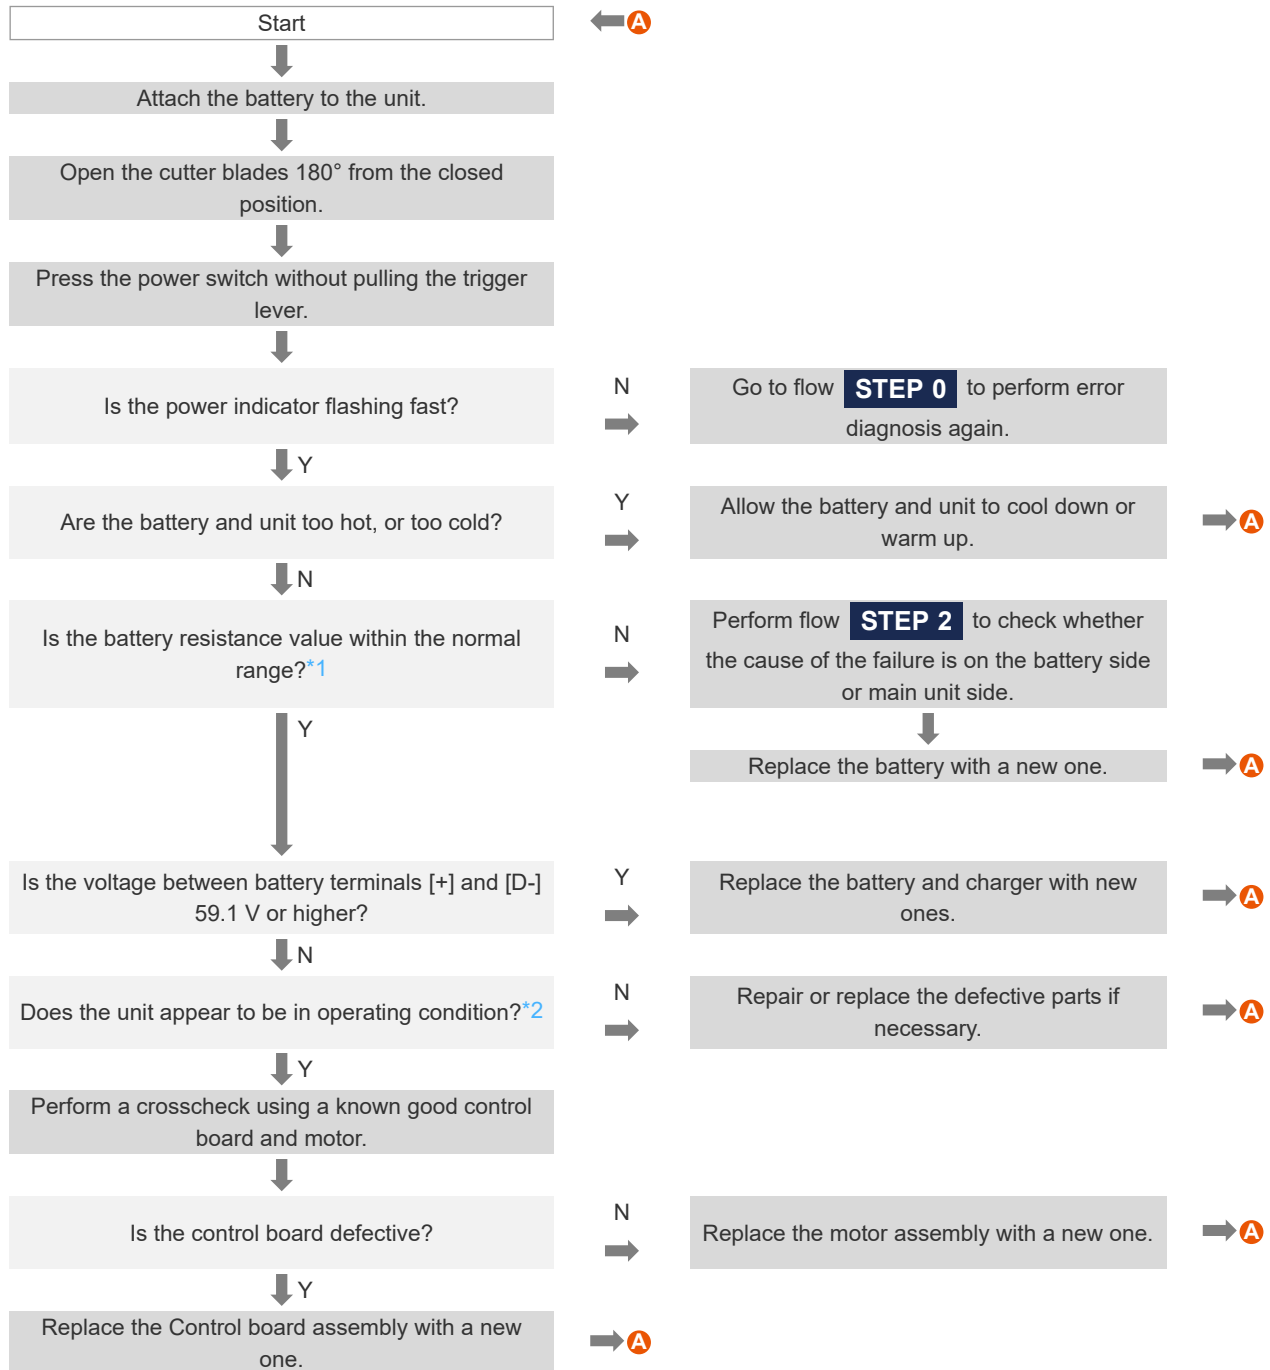 Start
A
Attach the battery to the unit.
Open the cutter blades 180° from the closed
position.
Press the power switch without pulling the trigger
lever.
Is the power indicator flashing fast?
N
Go to flow STEP 0 to perform error
diagnosis again.
Y
Are the battery and unit too hot, or too cold?
Y
Allow the battery and unit to cool down or
warm up.
A
N
Is the battery resistance value within the normal
range?*1
N
Perform flow STEP 2 to check whether
the cause of the failure is on the battery side
or main unit side.
Y
Replace the battery with a new one.
A
Is the voltage between battery terminals [+] and [D-]
59.1 V or higher?
Y
Replace the battery and charger with new
ones.
A
N
Does the unit appear to be in operating condition?*2
N
Repair or replace the defective parts if
necessary.
A
Y
Perform a crosscheck using a known good control
board and motor.
Is the control board defective?
N
Replace the motor assembly with a new one.
A
Y
Replace the Control board assembly with a new
one.
A